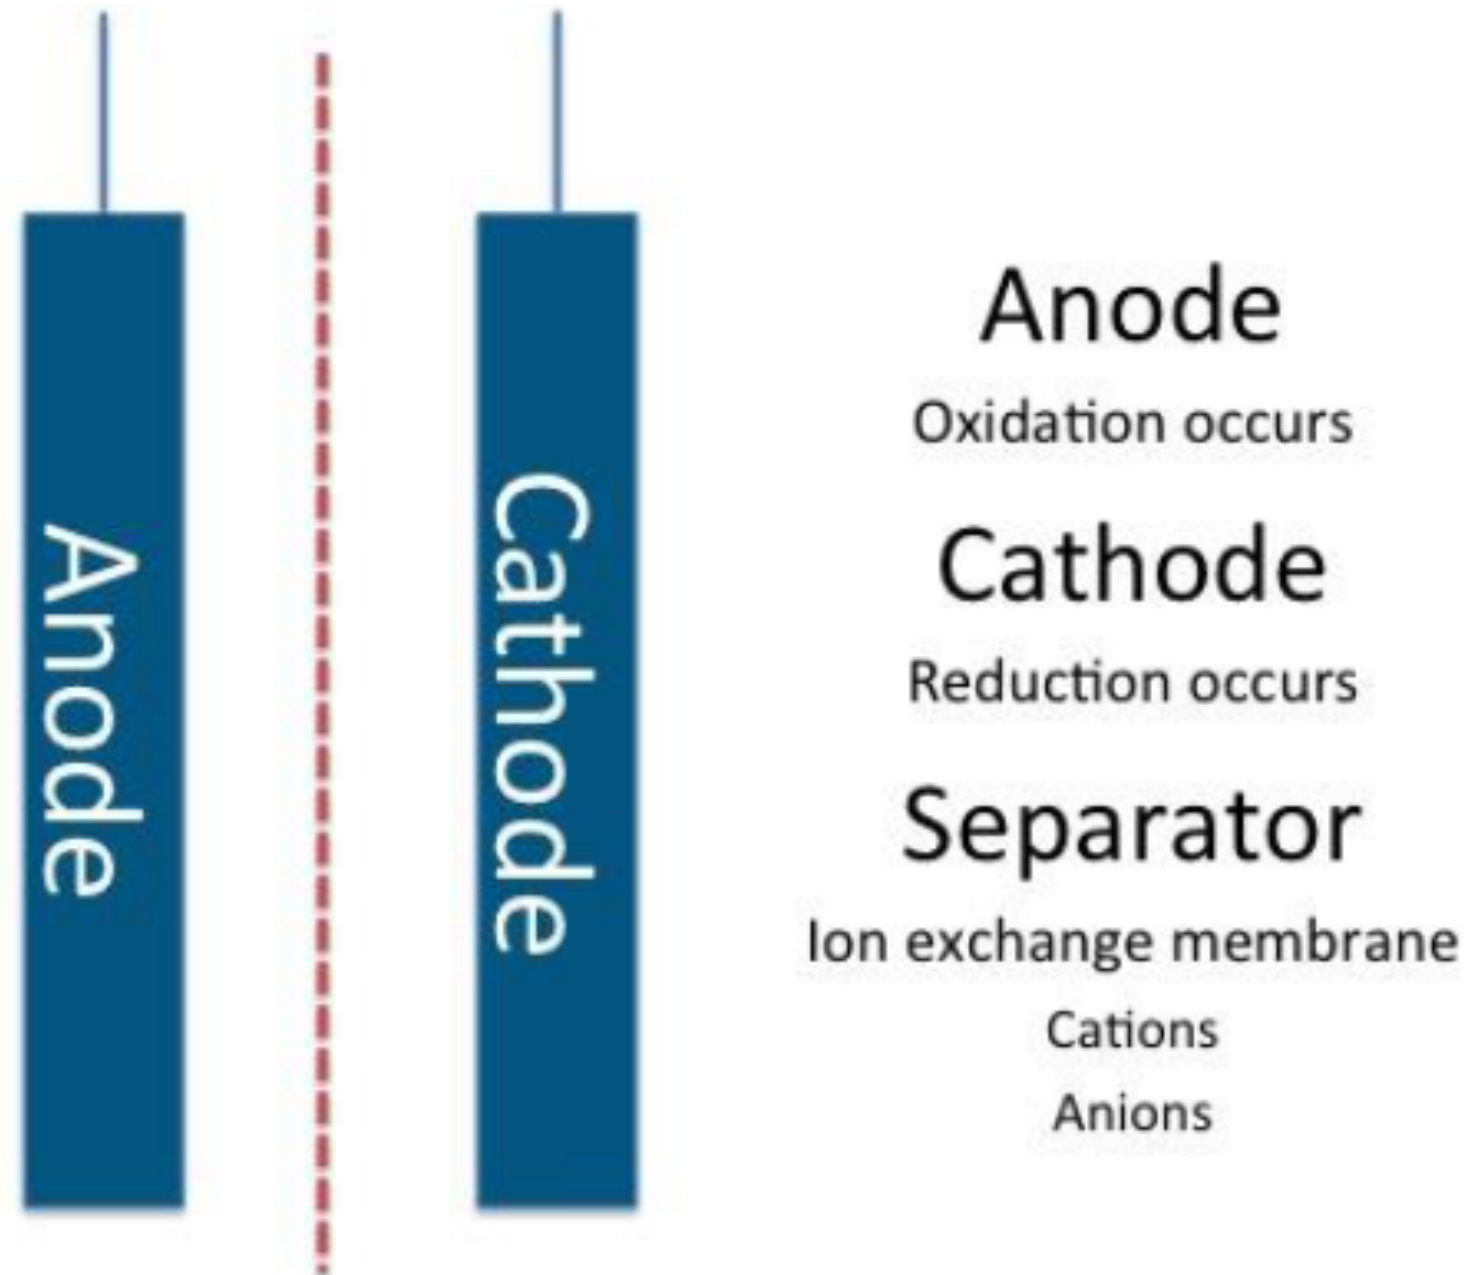 Anode
Cathode
Anode
Oxidation occurs
Cathode
Reduction occurs
Separator
Ion exchange membrane
Cations
Anions